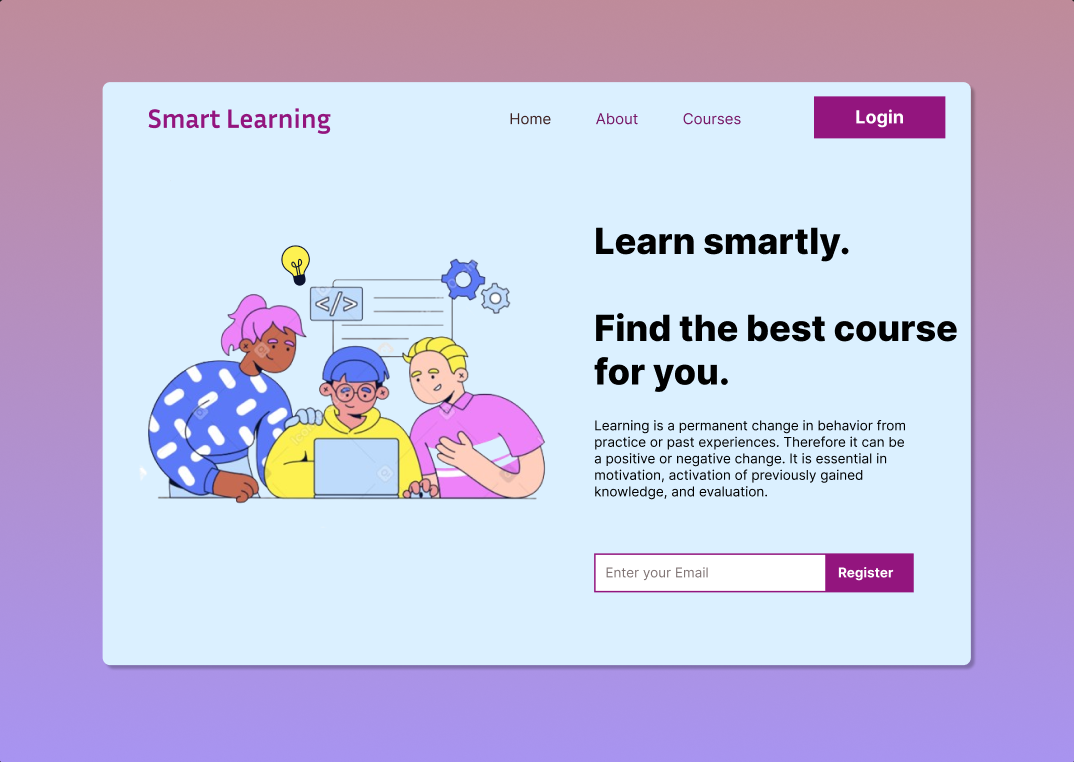 Smart Learning
Home
About
Courses
Login
Learn smartly.
Find the best course
for you.
</>
Learning is a permanent change in behavior from
practice or past experiences. Therefore it can be
a positive or negative change. It is essential in
motivation, activation of previously gained
knowledge, and evaluation.
Enter your Email
Register